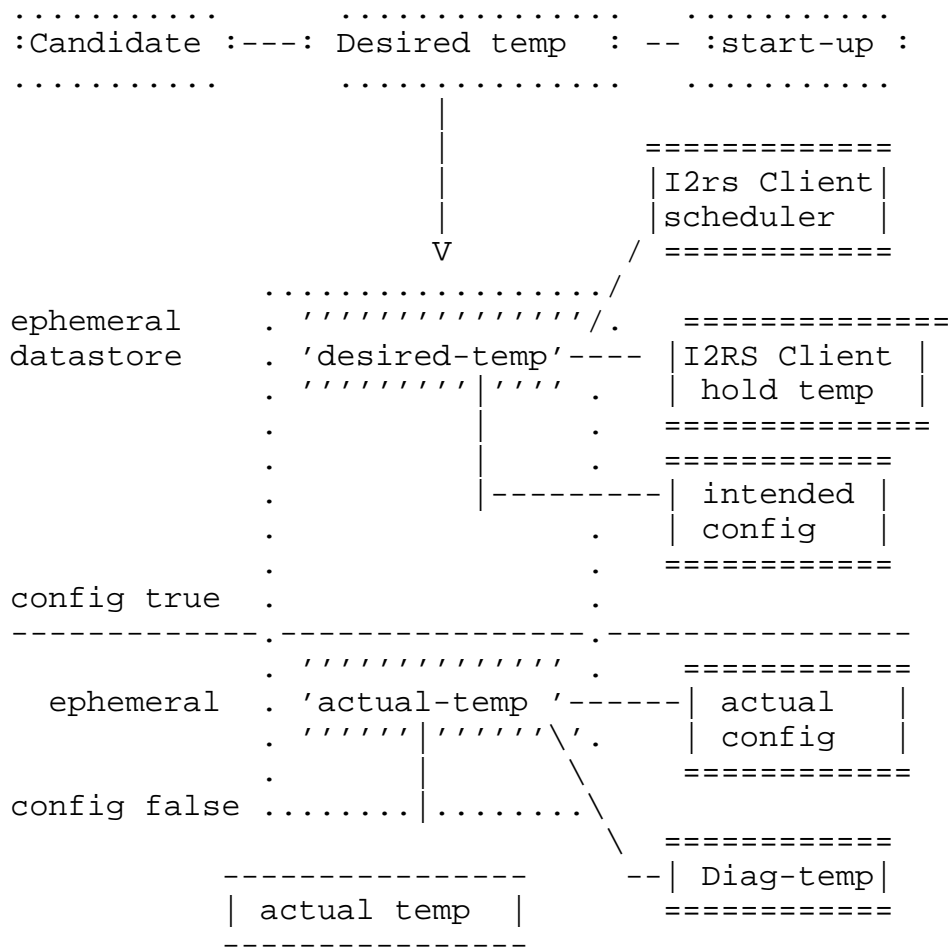 :Candidate :---: Desired temp : -- :start-up :
I2rs Client
scheduler
V
ephemeral
datastore
'desired-temp'----
I2RS Client
hold temp
intended
config
config true
ephemeral
'actual-temp '------
actual
config
config false
Diag-temp
actual temp